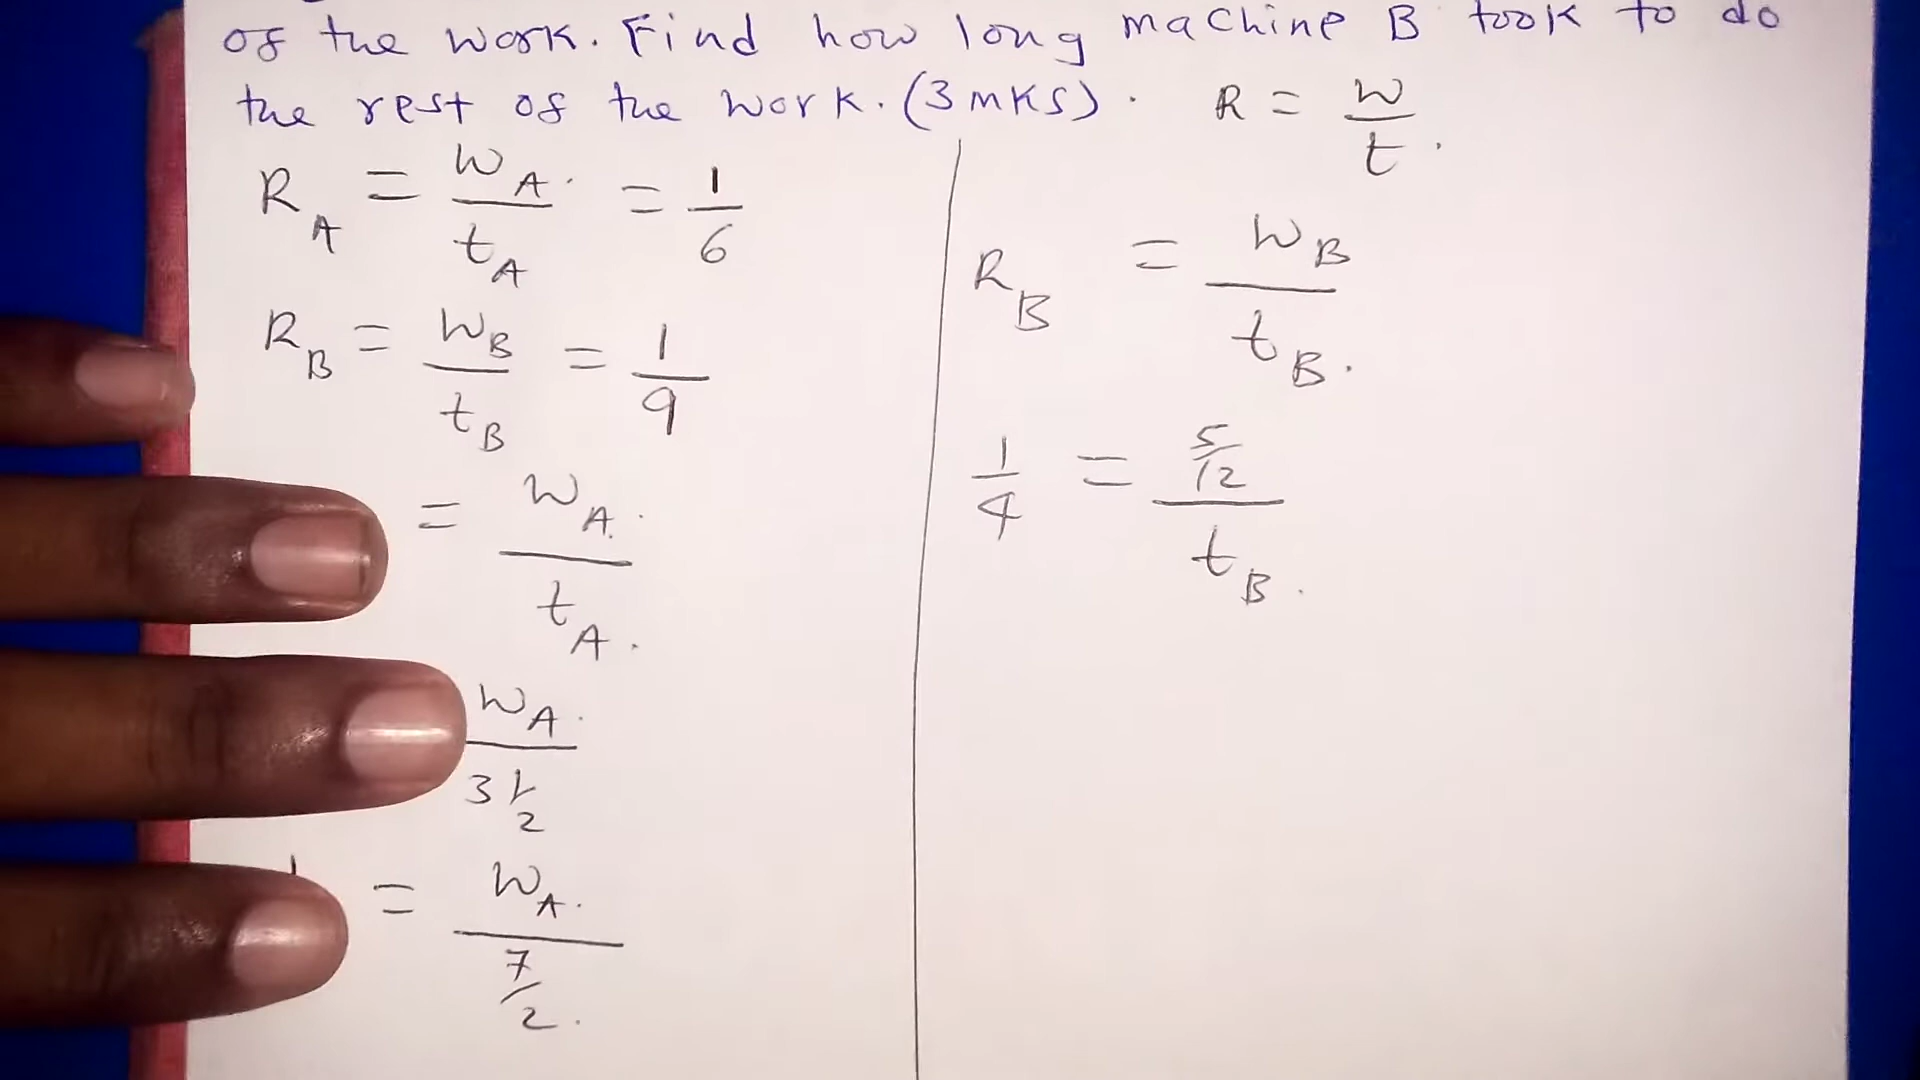 of the work. Find how long machine B took to do
the rest of the work. (3mks). R = w/t.
R_A = W_A/t_A = 1/6
R_B = W_B/t_B = 1/9
= W_A/t_A.
W_A/3 1/2
= W_A/(7/2).
R_B = W_B/t_B.
1/4 = (5/12)/t_B.